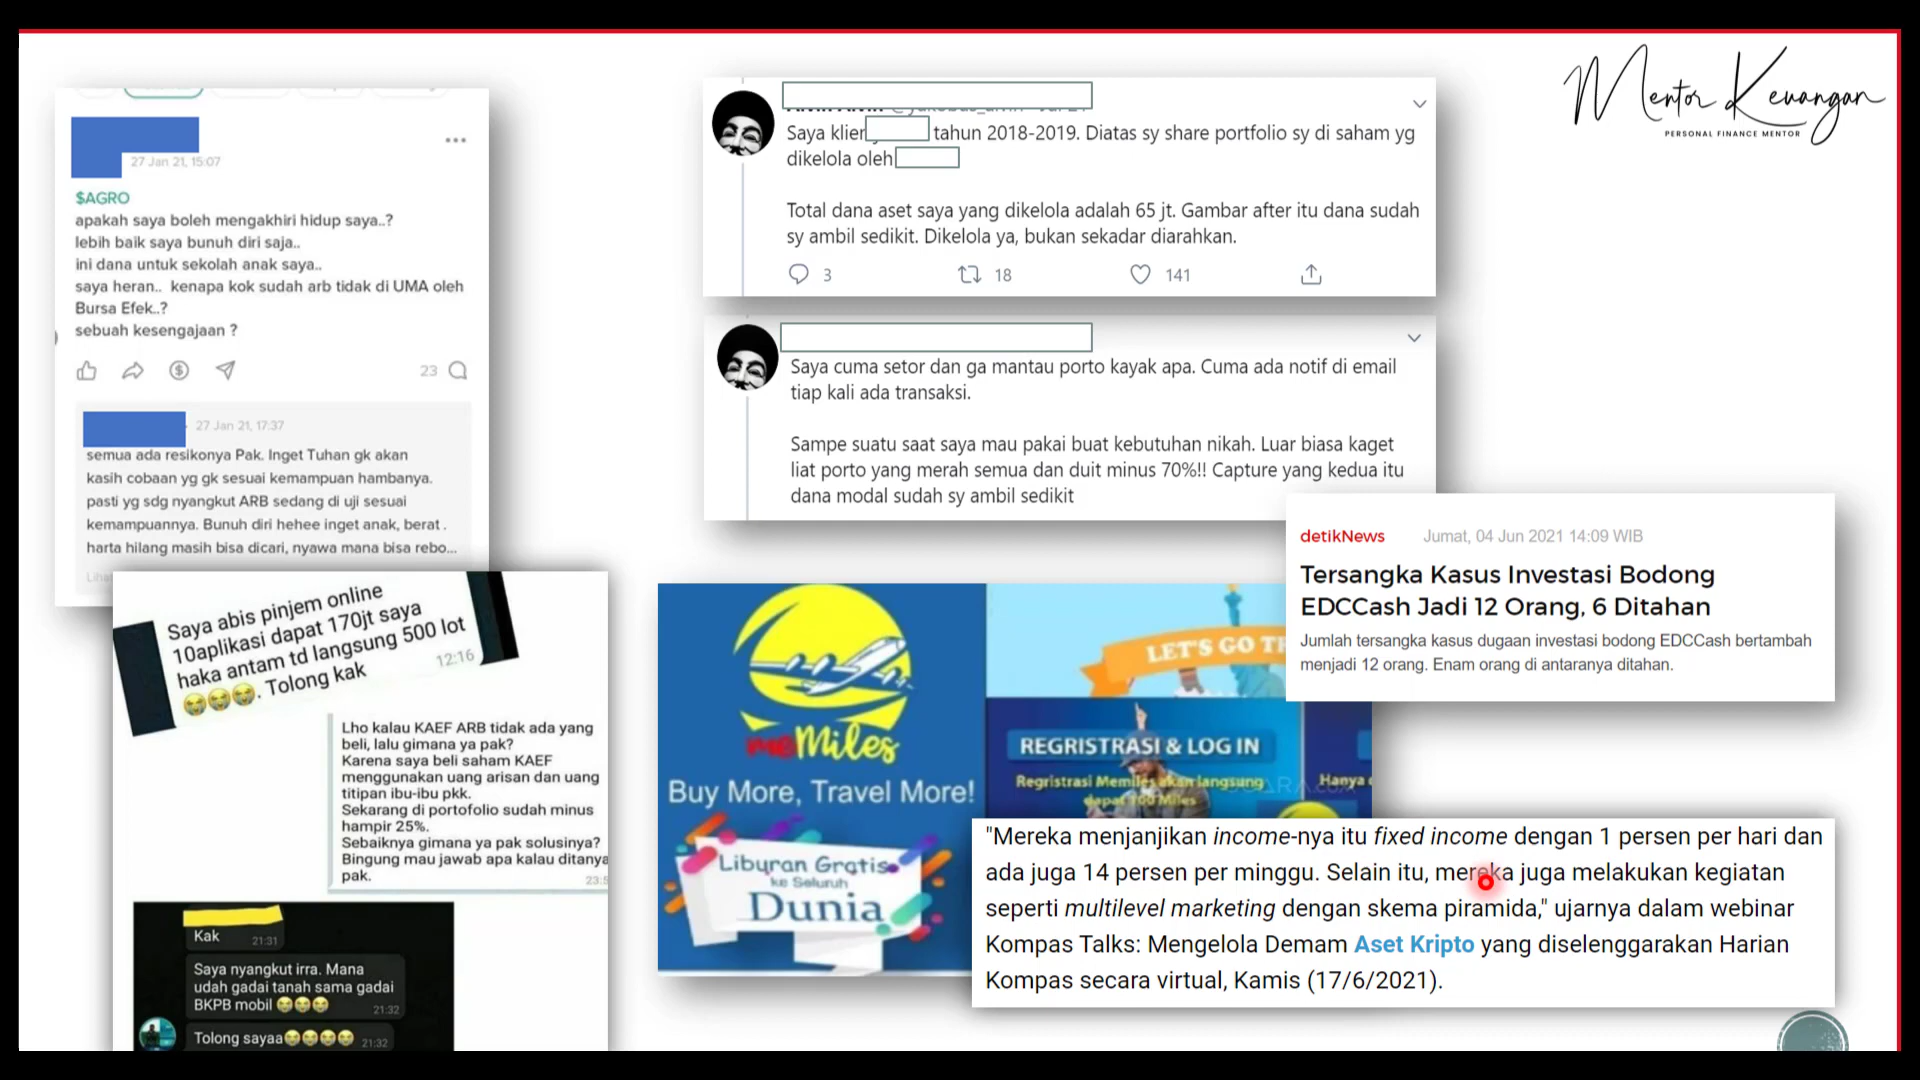 Mentor Keuangan
PERSONAL FINANCE MENTOR
27 Jan 21, 15:07
$AGRO
apakah saya boleh mengakhiri hidup saya..?
lebih baik saya bunuh diri saja..
ini dana untuk sekolah anak saya..
saya heran.. kenapa kok sudah arb tidak di UMA oleh
Bursa Efek..?
sebuah kesengajaan ?
23
27 Jan 21, 17:37
semua ada resikonya Pak. Inget Tuhan gk akan
kasih cobaan yg gk sesuai kemampuan hambanya.
pasti yg sdg nyangkut ARB sedang di uji sesuai
kemampuannya. Bunuh diri hehee inget anak, berat .
harta hilang masih bisa dicari, nyawa mana bisa rebo...
Saya abis pinjem online
10aplikasi dapat 170jt saya
haka antam td langsung 500 lot
😭😭😭. Tolong kak
12:16
Lho kalau KAEF ARB tidak ada yang
beli, lalu gimana ya pak?
Karena saya beli saham KAEF
menggunakan uang arisan dan uang
titipan ibu-ibu pkk.
Sekarang di portofolio sudah minus
hampir 25%.
Sebaiknya gimana ya pak solusinya?
Bingung mau jawab apa kalau ditanya
pak.
Kak
21:31
Saya nyangkut irra. Mana
udah gadai tanah sama gadai
BKPB mobil 😭😭😭
21:32
Tolong sayaa😭😭😭😭
21:32
Saya klien tahun 2018-2019. Diatas sy share portfolio sy di saham yg
dikelola oleh
Total dana aset saya yang dikelola adalah 65 jt. Gambar after itu dana sudah
sy ambil sedikit. Dikelola ya, bukan sekadar diarahkan.
3 18 141
Saya cuma setor dan ga mantau porto kayak apa. Cuma ada notif di email
tiap kali ada transaksi.
Sampe suatu saat saya mau pakai buat kebutuhan nikah. Luar biasa kaget
liat porto yang merah semua dan duit minus 70%!! Capture yang kedua itu
dana modal sudah sy ambil sedikit
detikNews Jumat, 04 Jun 2021 14:09 WIB
Tersangka Kasus Investasi Bodong
EDCCash Jadi 12 Orang, 6 Ditahan
Jumlah tersangka kasus dugaan investasi bodong EDCCash bertambah
menjadi 12 orang. Enam orang di antaranya ditahan.
meMiles
Buy More, Travel More!
Liburan Gratis
ke Seluruh
Dunia
LET'S GO
REGRISTRASI & LOG IN
Regristrasi Memiles akan langsung
dapat 100 Miles
Hanya
"Mereka menjanjikan income-nya itu fixed income dengan 1 persen per hari dan
ada juga 14 persen per minggu. Selain itu, mereka juga melakukan kegiatan
seperti multilevel marketing dengan skema piramida," ujarnya dalam webinar
Kompas Talks: Mengelola Demam Aset Kripto yang diselenggarakan Harian
Kompas secara virtual, Kamis (17/6/2021).